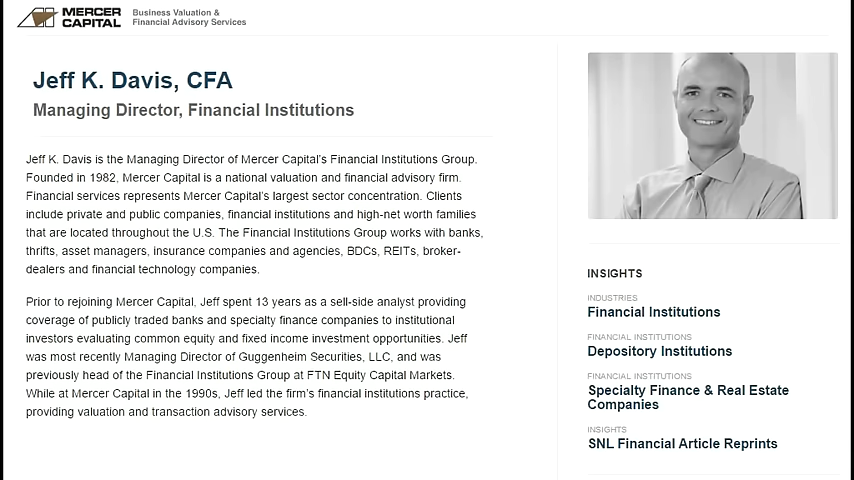 MERCER
CAPITAL
Business Valuation &
Financial Advisory Services
Jeff K. Davis, CFA
Managing Director, Financial Institutions
Jeff K. Davis is the Managing Director of Mercer Capital's Financial Institutions Group.
Founded in 1982, Mercer Capital is a national valuation and financial advisory firm.
Financial services represents Mercer Capital's largest sector concentration. Clients
include private and public companies, financial institutions and high-net worth families
that are located throughout the U.S. The Financial Institutions Group works with banks,
thrifts, asset managers, insurance companies and agencies, BDCs, REITs, broker-
dealers and financial technology companies.
Prior to rejoining Mercer Capital, Jeff spent 13 years as a sell-side analyst providing
coverage of publicly traded banks and specialty finance companies to institutional
investors evaluating common equity and fixed income investment opportunities. Jeff
was most recently Managing Director of Guggenheim Securities, LLC, and was
previously head of the Financial Institutions Group at FTN Equity Capital Markets.
While at Mercer Capital in the 1990s, Jeff led the firm's financial institutions practice,
providing valuation and transaction advisory services.
INSIGHTS
INDUSTRIES
Financial Institutions
FINANCIAL INSTITUTIONS
Depository Institutions
FINANCIAL INSTITUTIONS
Specialty Finance & Real Estate
Companies
INSIGHTS
SNL Financial Article Reprints